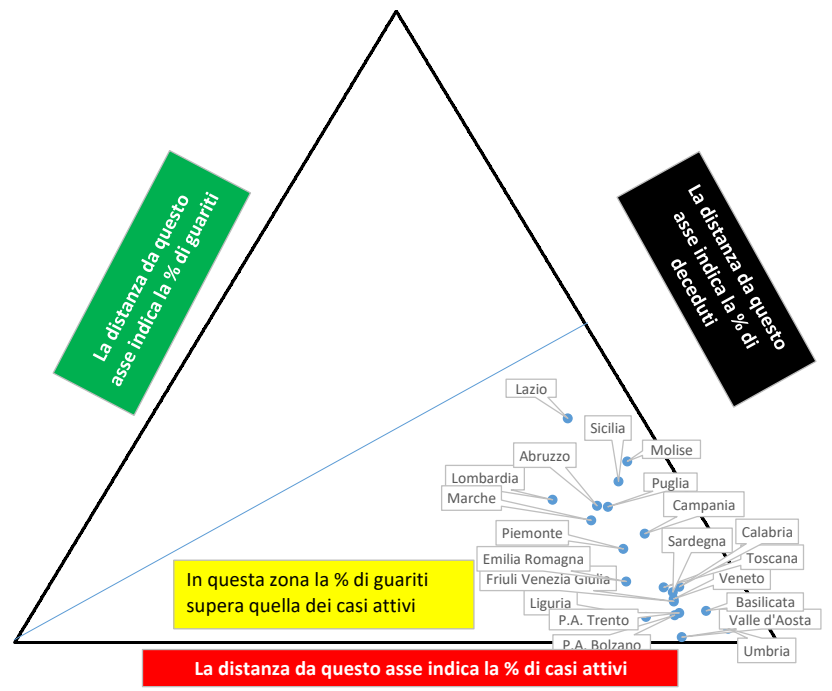 La distanza da questo
asse indica la % di guariti
La distanza da questo
asse indica la % di
deceduti
Lazio
Sicilia
Molise
Abruzzo
Lombardia
Puglia
Marche
Campania
Piemonte
Sardegna
Calabria
Emilia Romagna
Toscana
Friuli Venezia Giulia
Veneto
Liguria
Basilicata
P.A. Trento
Valle d'Aosta
P.A. Bolzano
Umbria
In questa zona la % di guariti
supera quella dei casi attivi
La distanza da questo asse indica la % di casi attivi